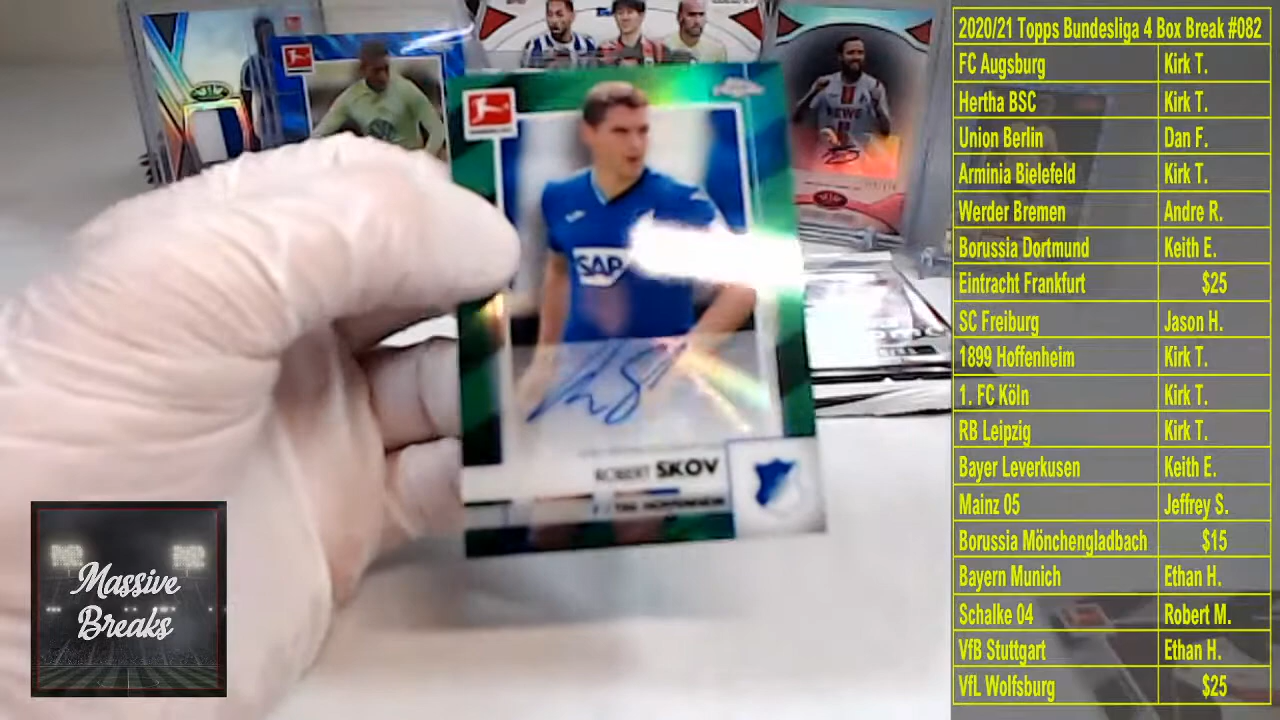 2020/21 Topps Bundesliga 4 Box Break #082
FC Augsburg Kirk T.
Hertha BSC Kirk T.
Union Berlin Dan F.
Arminia Bielefeld Kirk T.
Werder Bremen Andre R.
Borussia Dortmund Keith E.
Eintracht Frankfurt $25
SC Freiburg Jason H.
1899 Hoffenheim Kirk T.
1. FC Köln Kirk T.
RB Leipzig Kirk T.
Bayer Leverkusen Keith E.
Mainz 05 Jeffrey S.
Borussia Mönchengladbach $15
Bayern Munich Ethan H.
Schalke 04 Robert M.
VfB Stuttgart Ethan H.
VfL Wolfsburg $25
SAP
ROBERT SKOV
Massive
Breaks